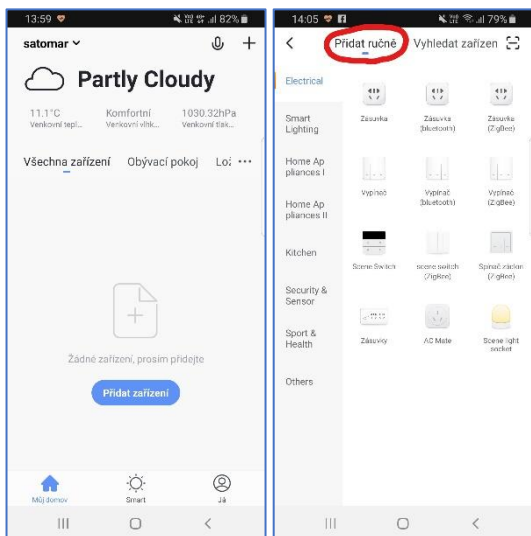 13:59
82%
satomar
Partly Cloudy
11.1°C Komfortní 1030.32hPa
Venkovní tepl... Venkovní vlhk... Venkovní tlak...
Všechna zařízení Obývací pokoj Lož
Žádné zařízení, prosím přidejte
Přidat zařízení
Můj domov Smart Já
14:05
79%
Přidat ručně Vyhledat zařízen
Electrical
Smart
Lighting
Home Ap
pliances I
Home Ap
pliances II
Kitchen
Security &
Sensor
Sport &
Health
Others
Zásuvka Zásuvka Zásuvka
(bluetooth) (ZigBee)
Vypínač Vypínač Vypínač
(bluetooth) (ZigBee)
Scene Switch scene switch Spínač záclon
(ZigBee) (ZigBee)
Zásuvky AC Mate Scene light
socket